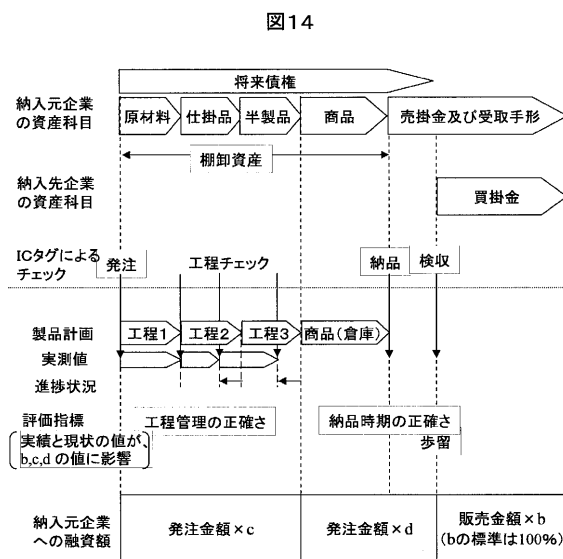 図14
将来債権
納入元企業
の資産科目
原材料
仕掛品
半製品
商品
売掛金及び受取手形
棚卸資産
納入先企業
の資産科目
買掛金
ICタグによる
チェック
発注
工程チェック
納品
検収
製品計画
工程1
工程2
工程3
商品(倉庫)
実測値
進捗状況
評価指標
実績と現状の値が、
b,c,d の値に影響
工程管理の正確さ
納品時期の正確さ
歩留
納入元企業
への融資額
発注金額×c
発注金額×d
販売金額×b
(bの標準は100%)